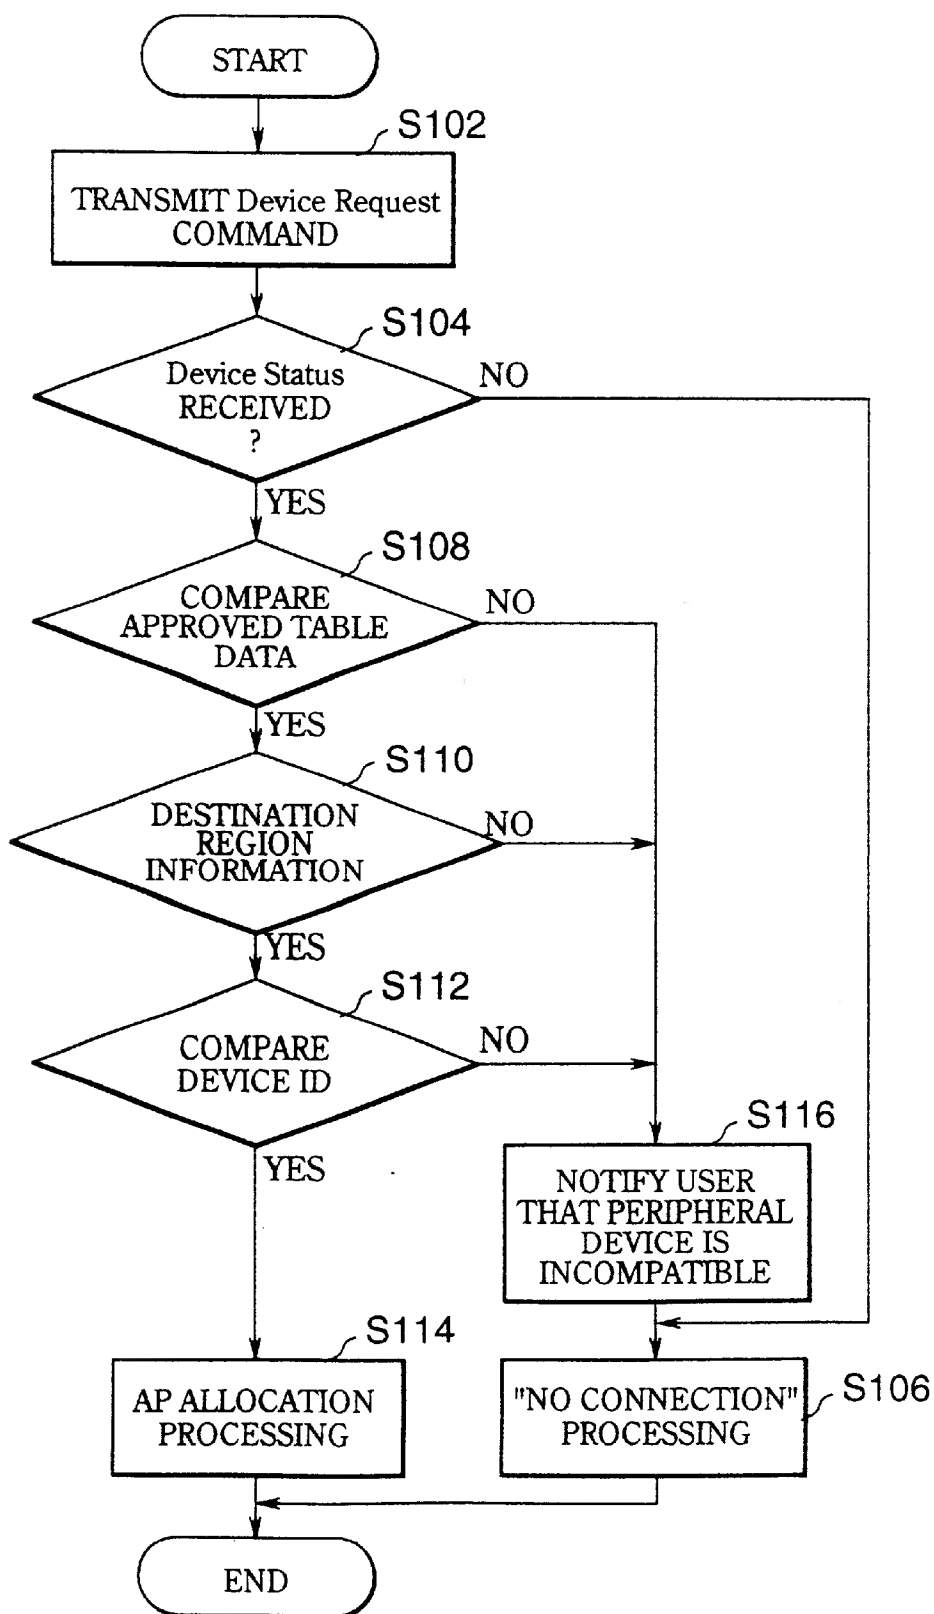 START
S102
TRANSMIT Device Request
COMMAND
S104
Device Status
RECEIVED
?
NO
YES
S108
COMPARE
APPROVED TABLE
DATA
NO
YES
S110
DESTINATION
REGION
INFORMATION
NO
YES
S112
COMPARE
DEVICE ID
NO
YES
S116
NOTIFY USER
THAT PERIPHERAL
DEVICE IS
INCOMPATIBLE
S114
AP ALLOCATION
PROCESSING
S106
"NO CONNECTION"
PROCESSING
END